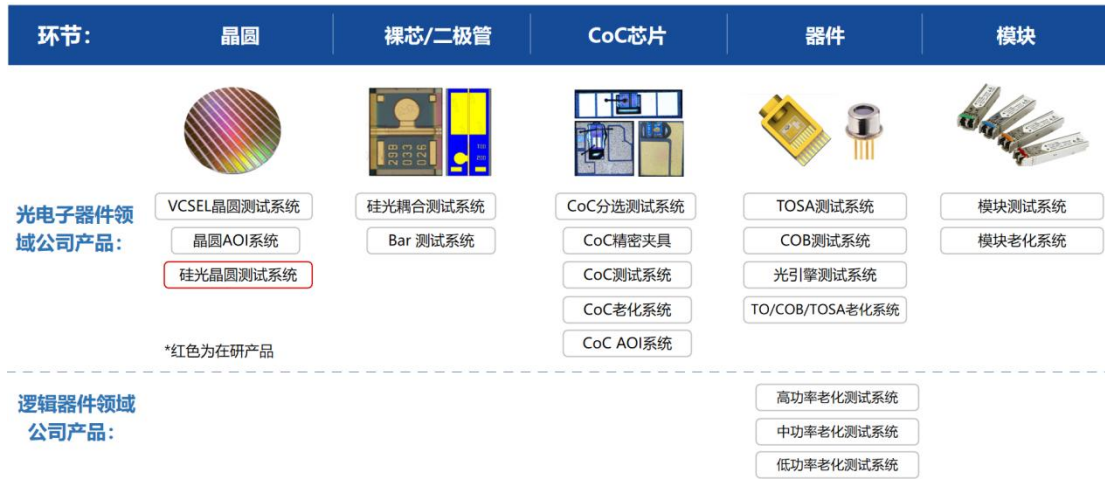 环节： 晶圆 裸芯/二极管 CoC芯片 器件 模块
298 033 026
100
200
光电子器件领
域公司产品：
VCSEL晶圆测试系统 硅光耦合测试系统 CoC分选测试系统 TOSA测试系统 模块测试系统
晶圆AOI系统 Bar 测试系统 CoC精密夹具 COB测试系统 模块老化系统
硅光晶圆测试系统 CoC测试系统 光引擎测试系统
CoC老化系统 TO/COB/TOSA老化系统
*红色为在研产品 CoC AOI系统
逻辑器件领域
公司产品：
高功率老化测试系统
中功率老化测试系统
低功率老化测试系统